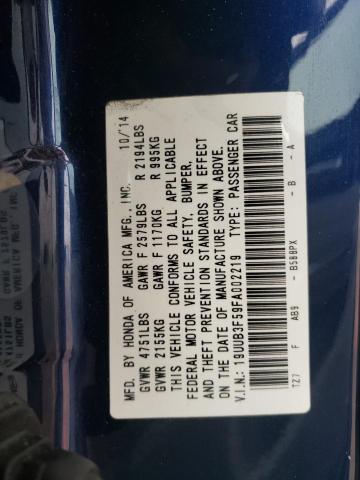 MFD. BY HONDA OF AMERICA MFG., INC. 10/'14
GVWR 4751LBS GAWR F 2579LBS R 2194LBS
GVWR 2155KG GAWR F 1170KG R 995KG
THIS VEHICLE CONFORMS TO ALL APPLICABLE
FEDERAL MOTOR VEHICLE SAFETY, BUMPER,
AND THEFT PREVENTION STANDARDS IN EFFECT
ON THE DATE OF MANUFACTURE SHOWN ABOVE.
V.I.N.: 19UUB3F59FA002219 TYPE: PASSENGER CAR
TZ7 F AB9 - B588PX - B - A